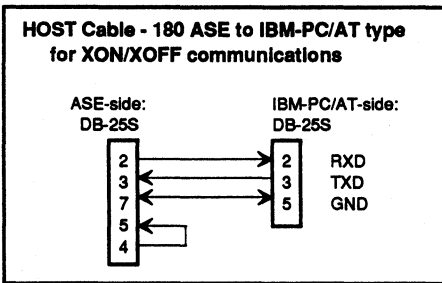 HOST Cable - 180 ASE to IBM-PC/AT type
for XON/XOFF communications
ASE-side: IBM-PC/AT-side:
DB-25S DB-25S
2 2 RXD
3 3 TXD
7 5 GND
5
4